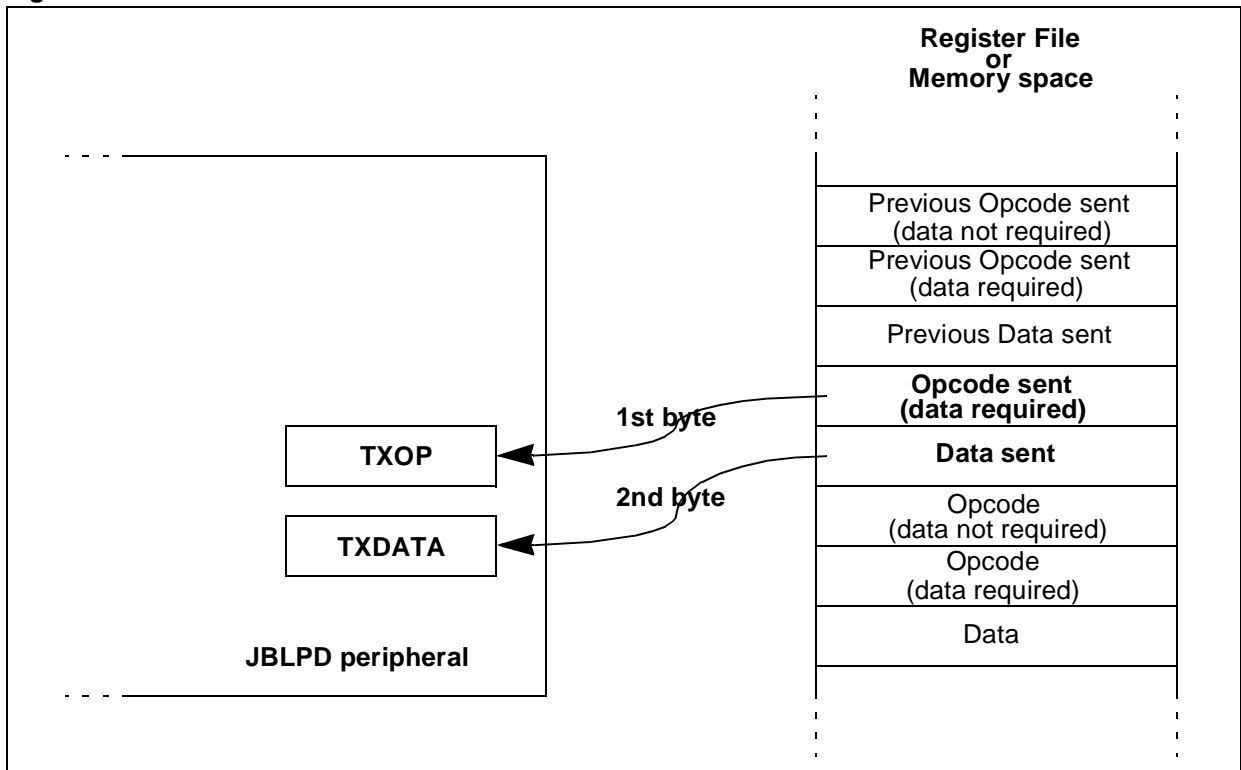 Register File
or
Memory space
Previous Opcode sent
(data not required)
Previous Opcode sent
(data required)
Previous Data sent
Opcode sent
(data required)
1st byte
TXOP
Data sent
2nd byte
Opcode
(data not required)
TXDATA
Opcode
(data required)
Data
JBLPD peripheral